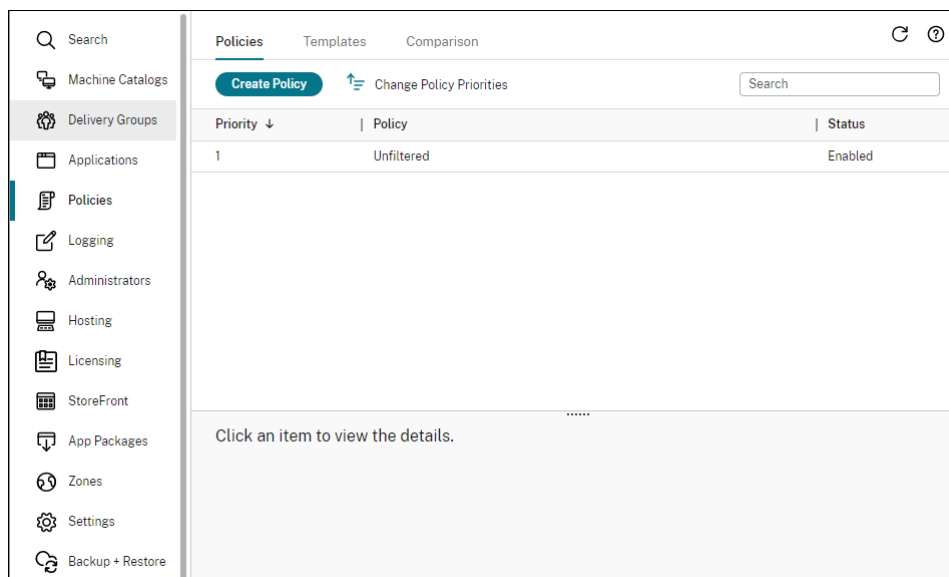 Search
Machine Catalogs
Delivery Groups
Applications
Policies
Logging
Administrators
Hosting
Licensing
StoreFront
App Packages
Zones
Settings
Backup + Restore
Policies Templates Comparison
Create Policy Change Policy Priorities Search
Priority ↓ | Policy | Status
1 Unfiltered Enabled
Click an item to view the details.